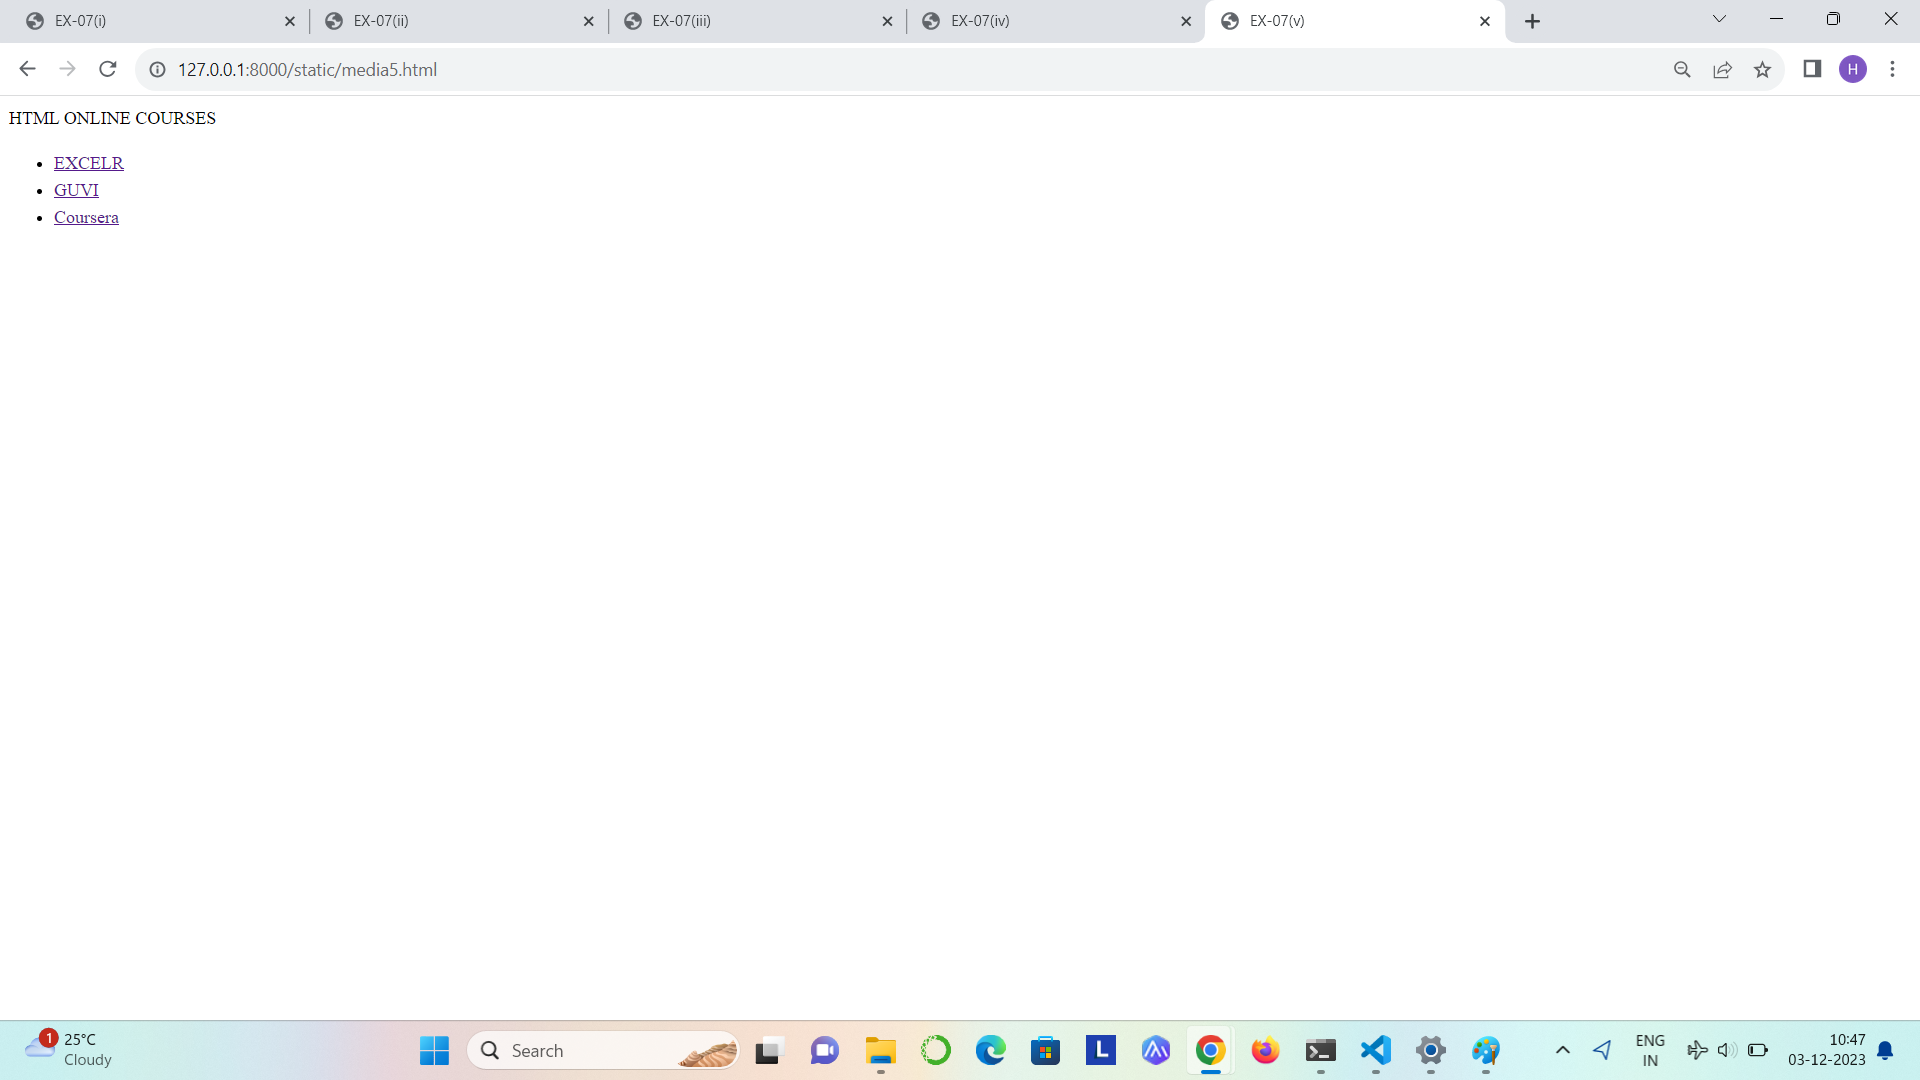 EX-07(i)
EX-07(ii)
EX-07(iii)
EX-07(iv)
EX-07(v)
127.0.0.1:8000/static/media5.html
H
HTML ONLINE COURSES
EXCELR
GUVI
Coursera
1
25°C
Cloudy
Search
L
ENG
IN
10:47
03-12-2023